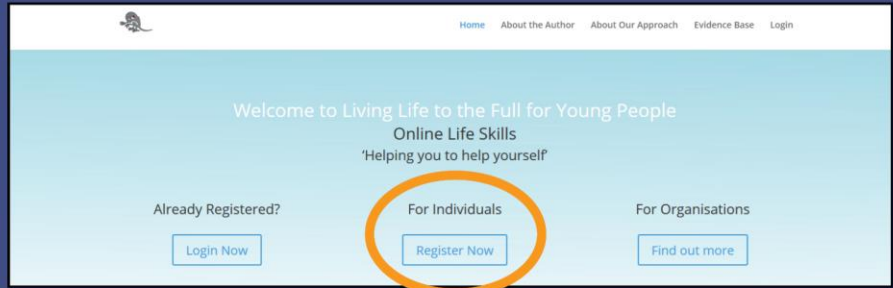 Home About the Author About Our Approach Evidence Base Login
Welcome to Living Life to the Full for Young People
Online Life Skills
'Helping you to help yourself'
Already Registered? For Individuals For Organisations
Login Now Register Now Find out more